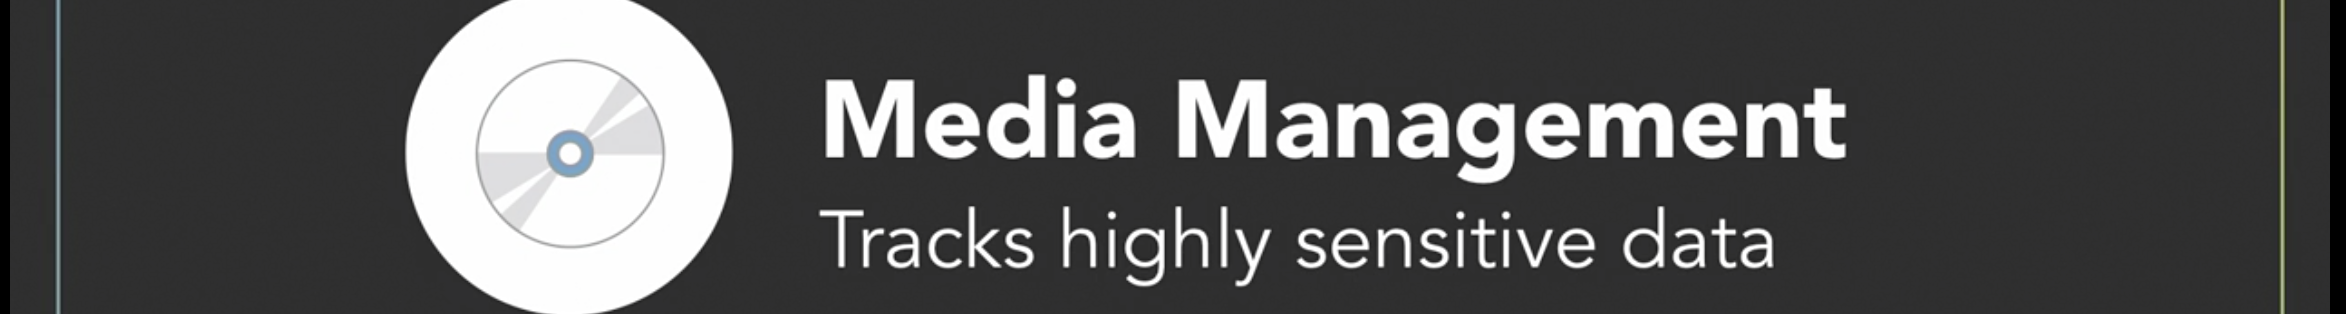 Media Management
Tracks highly sensitive data